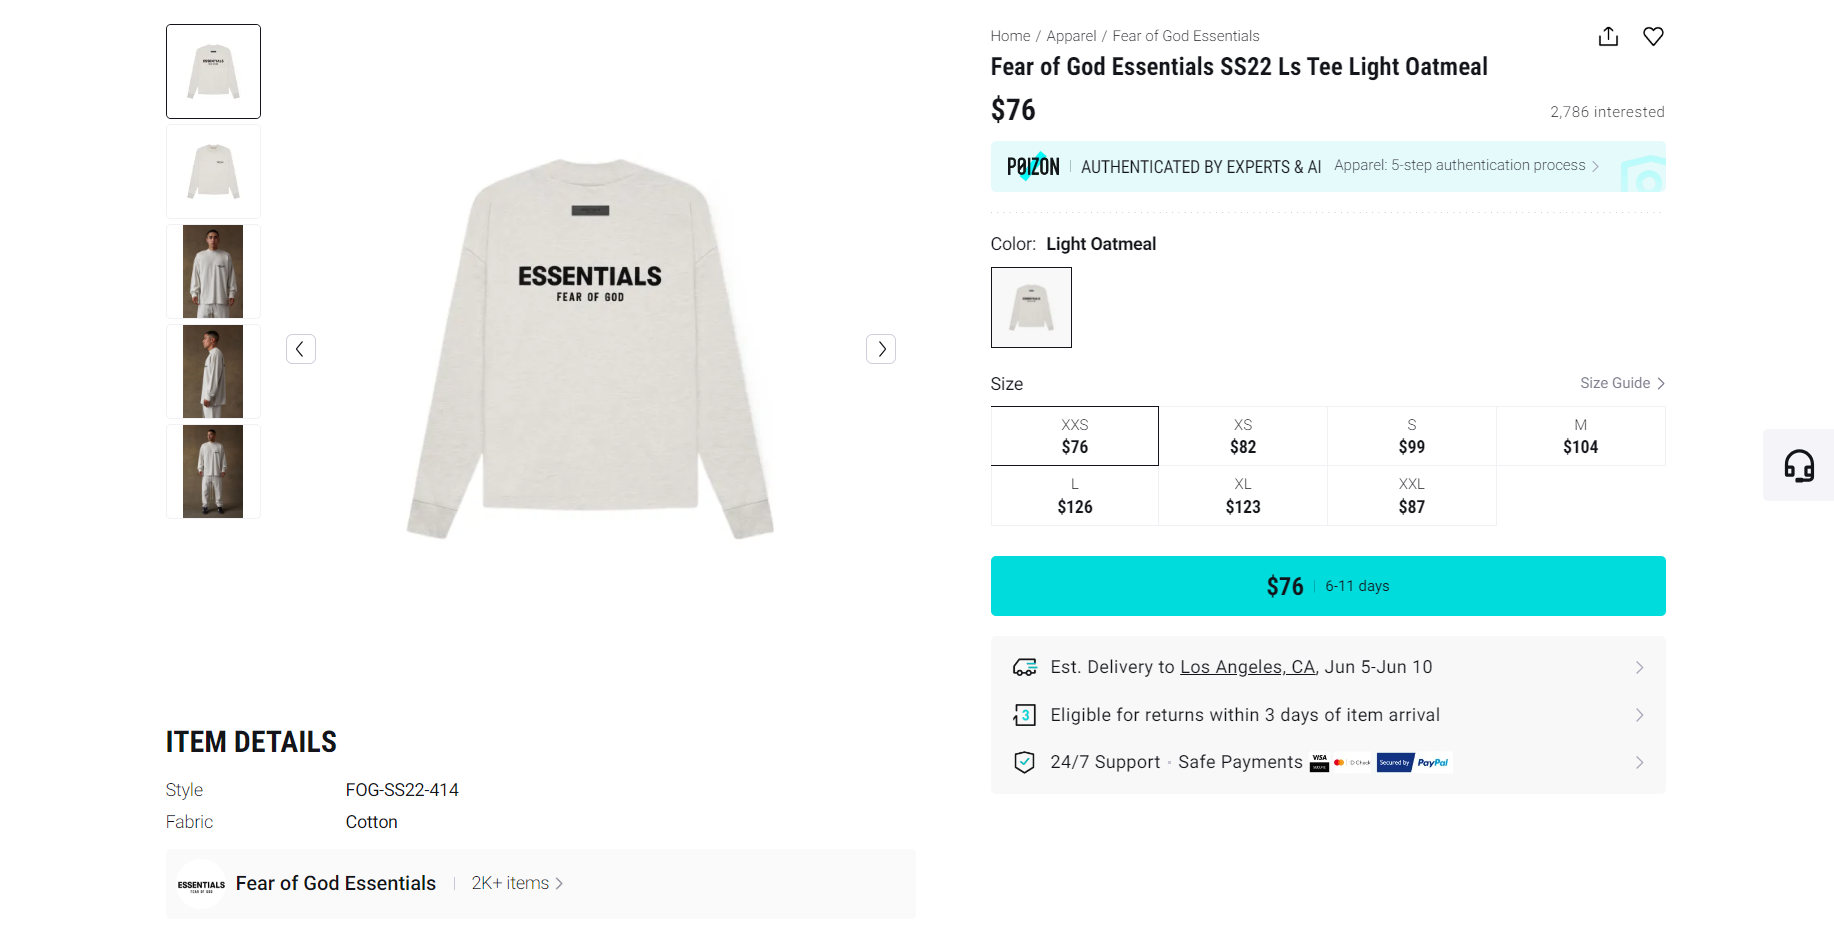 Home / Apparel / Fear of God Essentials
Fear of God Essentials SS22 Ls Tee Light Oatmeal
$76
2,786 interested
POIZON AUTHENTICATED BY EXPERTS & AI Apparel: 5-step authentication process
ESSENTIALS
FEAR OF GOD
Color: Light Oatmeal
Size
Size Guide
XXS XS S M
$76 $82 $99 $104
L XL XXL
$126 $123 $87
$76 6-11 days
Est. Delivery to Los Angeles, CA, Jun 5-Jun 10
3 Eligible for returns within 3 days of item arrival
24/7 Support • Safe Payments VISA Secured by PayPal
ITEM DETAILS
Style FOG-SS22-414
Fabric Cotton
ESSENTIALS
FEAR OF GOD
Fear of God Essentials 2K+ items